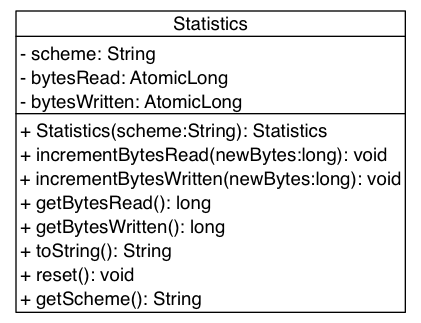 Statistics
- scheme: String
- bytesRead: AtomicLong
- bytesWritten: AtomicLong
+ Statistics(scheme:String): Statistics
+ incrementBytesRead(newBytes:long): void
+ incrementBytesWritten(newBytes:long): void
+ getBytesRead(): long
+ getBytesWritten(): long
+ toString(): String
+ reset(): void
+ getScheme(): String